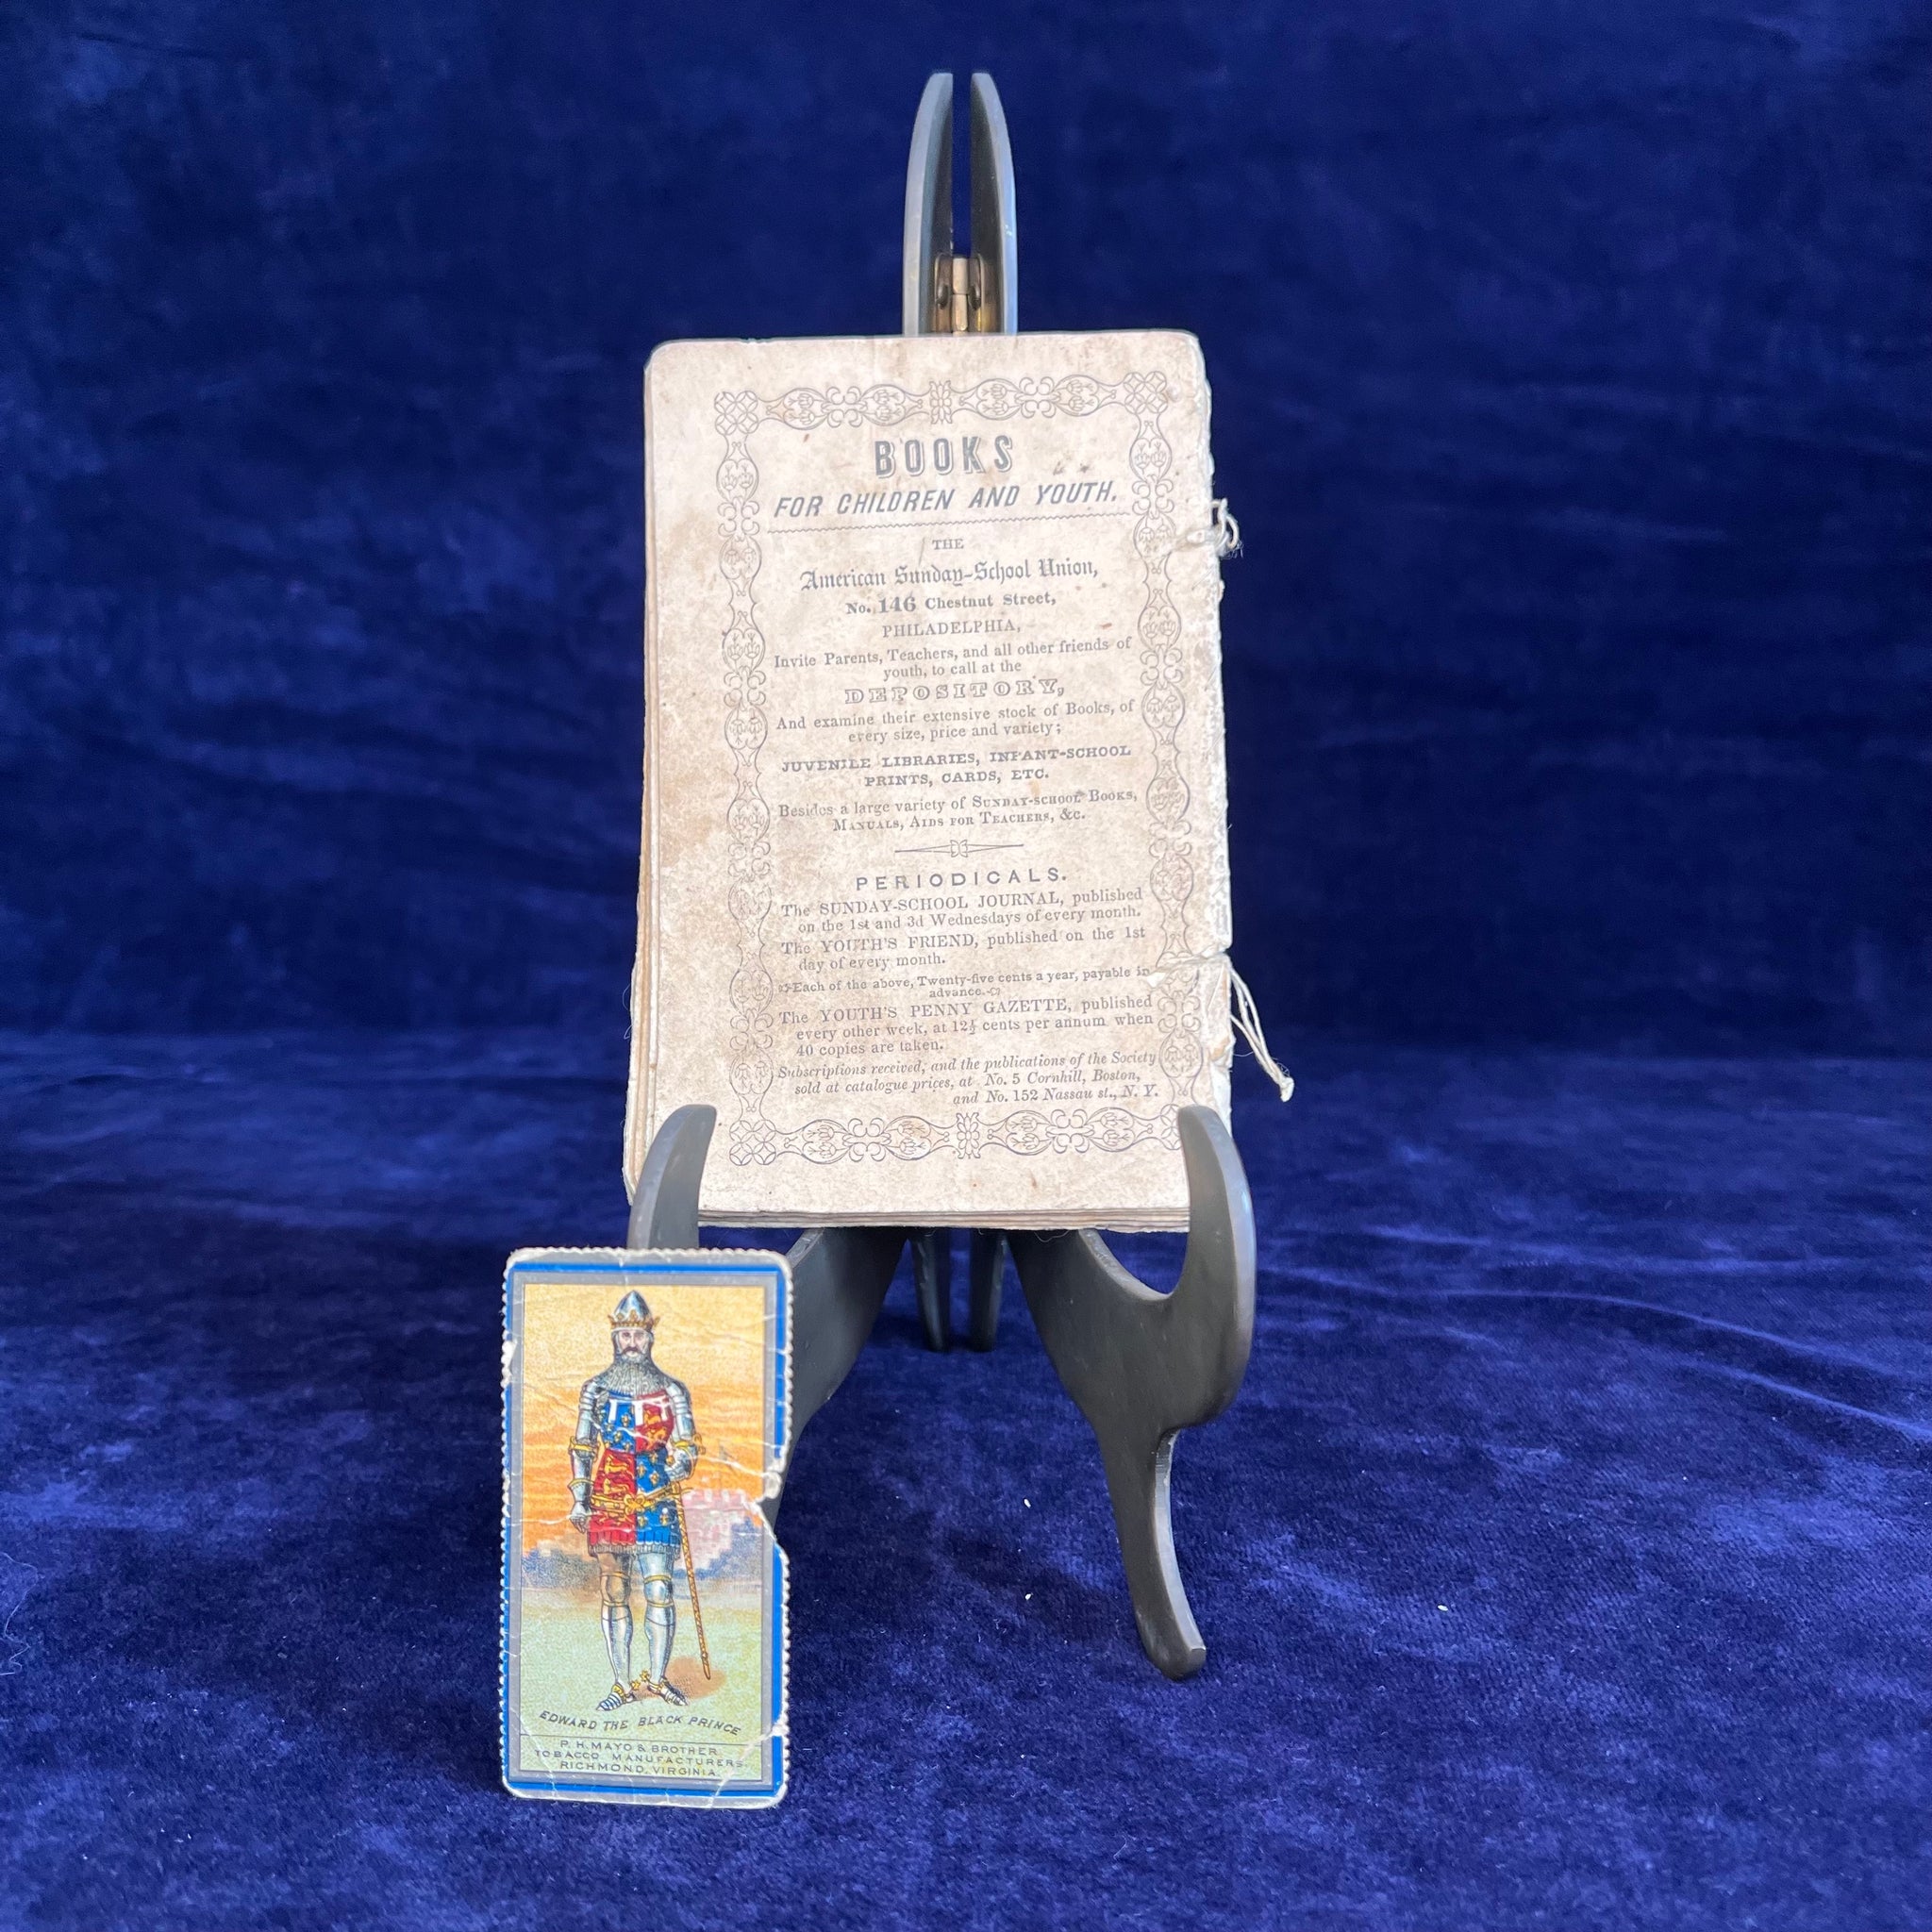 BOOKS
FOR CHILDREN AND YOUTH.
THE
American Sunday-School Union,
No. 146 Chestnut Street,
PHILADELPHIA,
Invite Parents, Teachers, and all other friends of
youth, to call at the
DEPOSITORY,
And examine their extensive stock of Books, of
every size, price and variety;
JUVENILE LIBRARIES, INFANT-SCHOOL
PRINTS, CARDS, ETC.
Besides a large variety of SUNDAY-SCHOOL BOOKS,
MANUALS, AIDS FOR TEACHERS, &c.
PERIODICALS.
The SUNDAY-SCHOOL JOURNAL, published
on the 1st and 3d Wednesdays of every month.
The YOUTH'S FRIEND, published on the 1st
day of every month.
☞Each of the above, Twenty-five cents a year, payable in
advance.☜
The YOUTH'S PENNY GAZETTE, published
every other week, at 12½ cents per annum when
40 copies are taken.
Subscriptions received, and the publications of the Society
sold at catalogue prices, at No. 5 Cornhill, Boston,
and No. 152 Nassau st., N. Y.
EDWARD THE BLACK PRINCE
P. H. MAYO & BROTHER
TOBACCO MANUFACTURERS
RICHMOND, VIRGINIA.